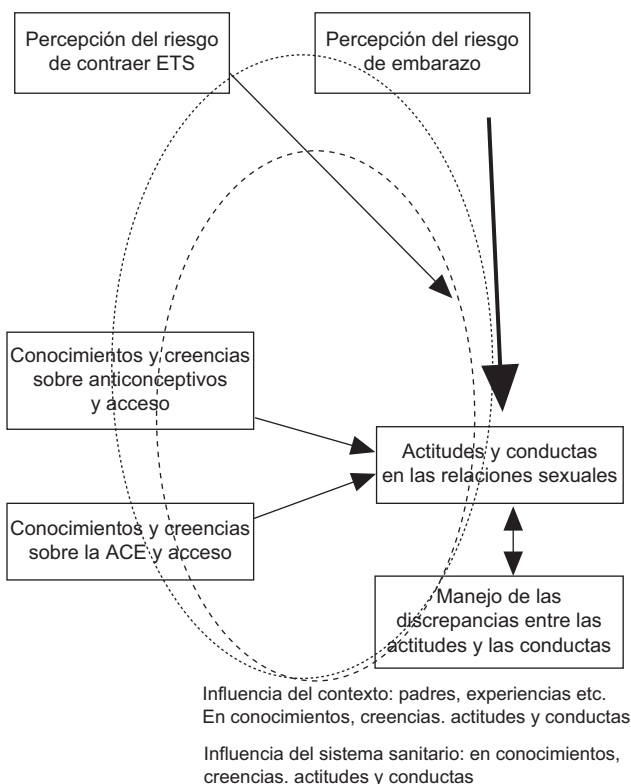 Percepción del riesgo
de contraer ETS
Percepción del riesgo
de embarazo
Conocimientos y creencias
sobre anticonceptivos
y acceso
Actitudes y conductas
en las relaciones sexuales
Conocimientos y creencias
sobre la ACE y acceso
Manejo de las
discrepancias entre las
actitudes y las conductas
Influencia del contexto: padres, experiencias etc.
En conocimientos, creencias. actitudes y conductas
Influencia del sistema sanitario: en conocimientos,
creencias. actitudes y conductas